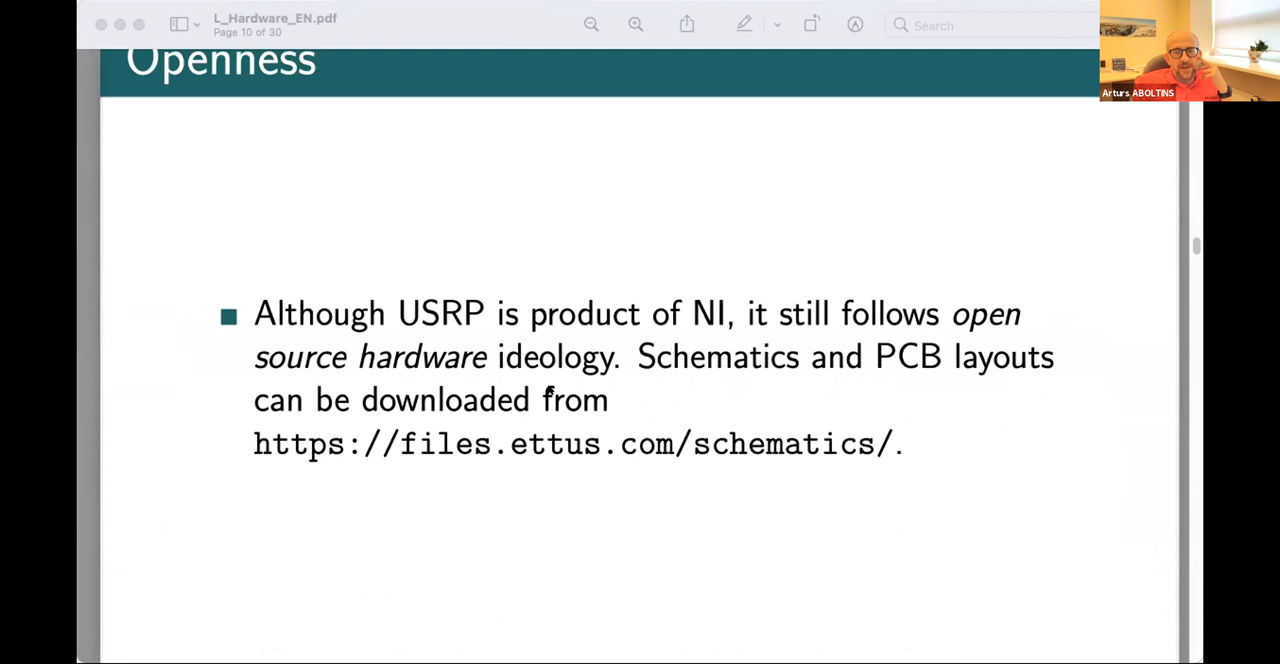 L_Hardware_EN.pdf
Page 10 of 30
Search
Arturs ABOLTINS
Openness
Although USRP is product of NI, it still follows open
source hardware ideology. Schematics and PCB layouts
can be downloaded from
https://files.ettus.com/schematics/.